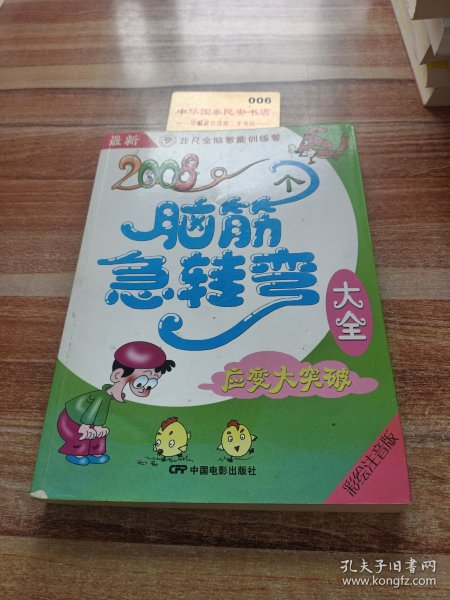 006
中华国泰民安书店
最新
非凡全脑智能训练营
2008个
脑筋
急转弯
大全
应变大突破
彩绘注音版
CFP 中国电影出版社
孔夫子旧书网
www.kongfz.com